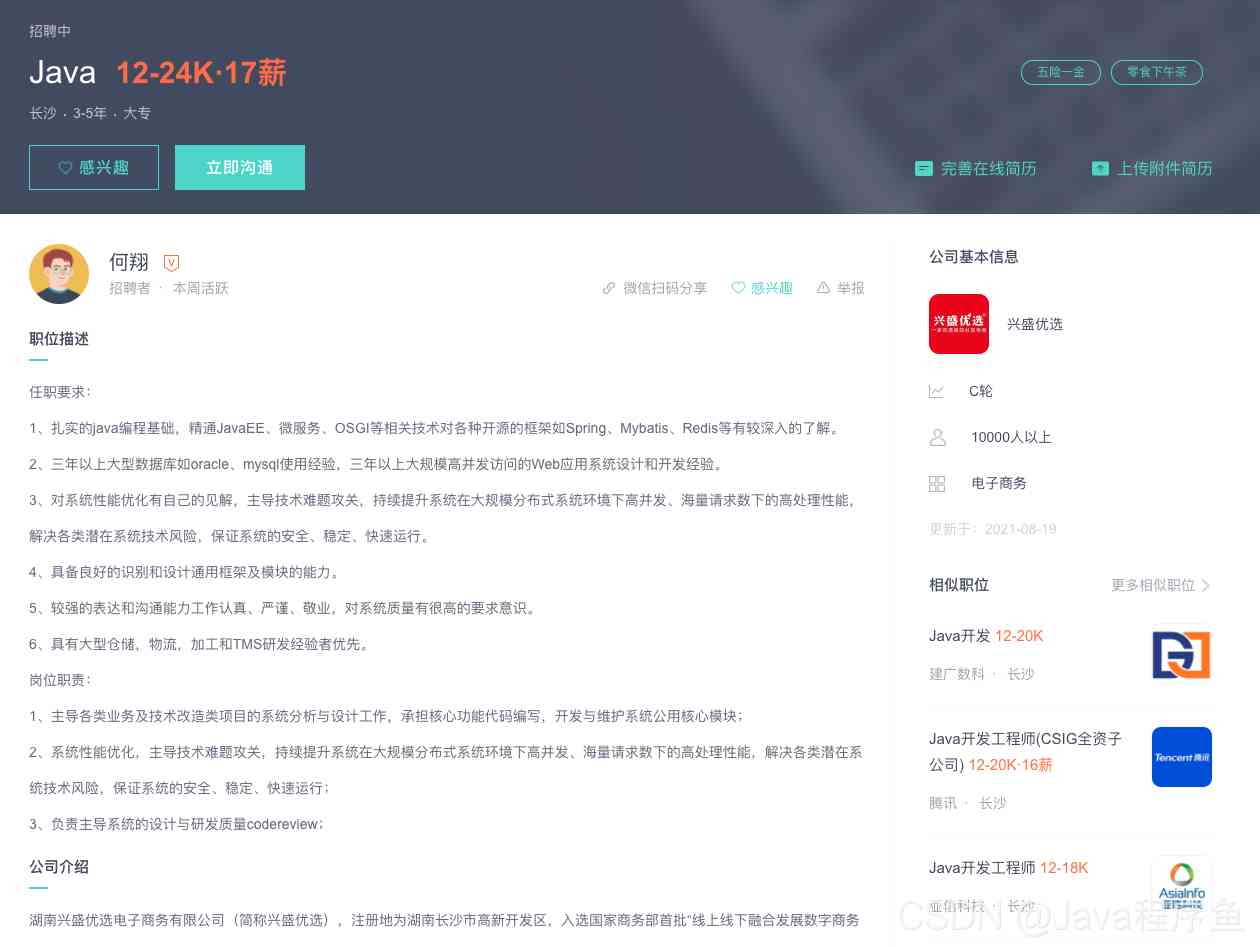 招聘中
Java 12-24K·17薪
五险一金 零食下午茶
长沙 · 3-5年 · 大专
感兴趣 立即沟通
完善在线简历 上传附件简历
何翔
招聘者 · 本周活跃
微信扫码分享 感兴趣 举报
职位描述
任职要求：
1、扎实的java编程基础，精通JavaEE、微服务、OSGI等相关技术对各种开源的框架如Spring、Mybatis、Redis等有较深入的了解。
2、三年以上大型数据库如oracle、mysql使用经验，三年以上大规模高并发访问的Web应用系统设计和开发经验。
3、对系统性能优化有自己的见解，主导技术难题攻关，持续提升系统在大规模分布式系统环境下高并发、海量请求数下的高处理性能，
解决各类潜在系统技术风险，保证系统的安全、稳定、快速运行。
4、具备良好的识别和设计通用框架及模块的能力。
5、较强的表达和沟通能力工作认真、严谨、敬业，对系统质量有很高的要求意识。
6、具有大型仓储，物流，加工和TMS研发经验者优先。
岗位职责：
1、主导各类业务及技术改造类项目的系统分析与设计工作，承担核心功能代码编写，开发与维护系统公用核心模块；
2、系统性能优化，主导技术难题攻关，持续提升系统在大规模分布式系统环境下高并发、海量请求数下的高处理性能，解决各类潜在系
统技术风险，保证系统的安全、稳定、快速运行；
3、负责主导系统的设计与研发质量codereview；
公司介绍
湖南兴盛优选电子商务有限公司（简称兴盛优选），注册地为湖南长沙市高新开发区，入选国家商务部首批“线上线下融合发展数字商务
公司基本信息
兴盛优选
兴盛优选
C轮
10000人以上
电子商务
更新于：2021-08-19
相似职位 更多相似职位
Java开发 12-20K
建广数科 · 长沙
Java开发工程师(CSIG全资子
公司) 12-20K·16薪
Tencent 腾讯
腾讯 · 长沙
Java开发工程师 12-18K
AsiaInfo
亚信科技
亚信科技 · 长沙
CSDN @Java程序鱼